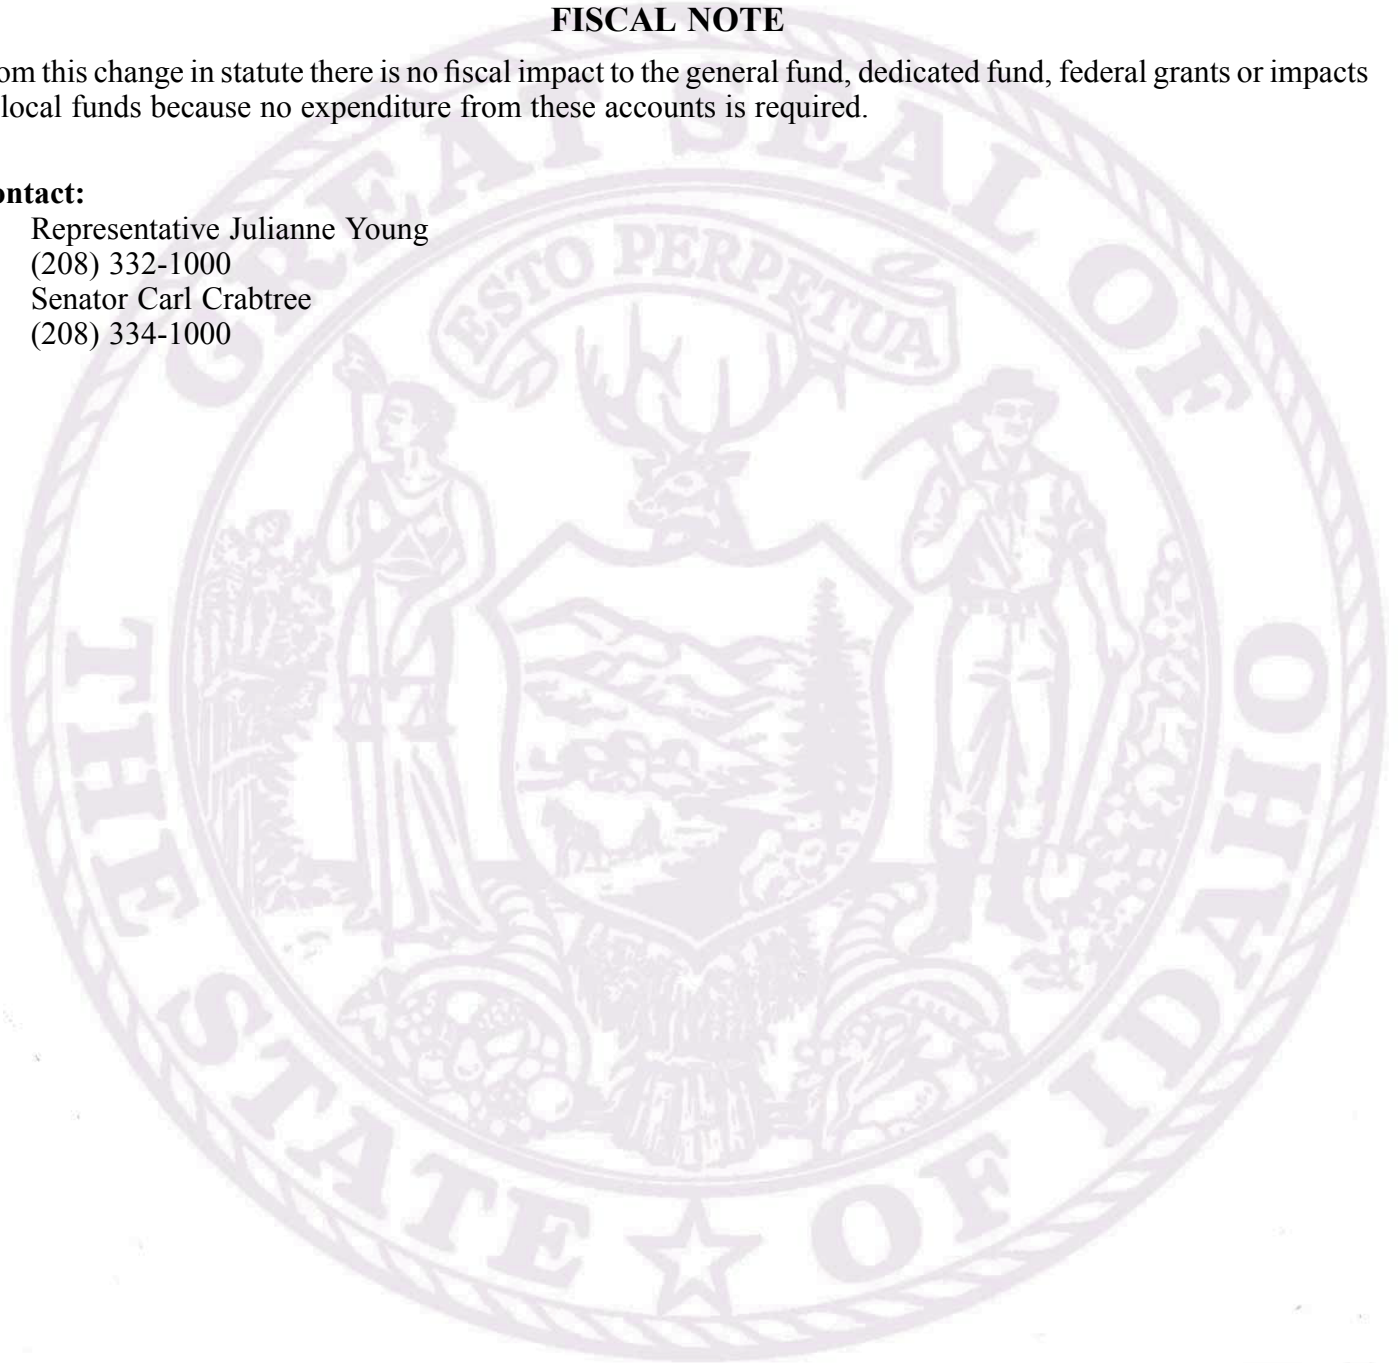 FISCAL NOTE
om this change in statute there is no fiscal impact to the general fund, dedicated fund, federal grants or impacts
local funds because no expenditure from these accounts is required.
ontact:
Representative Julianne Young
(208) 332-1000
Senator Carl Crabtree
(208) 334-1000
GREAT SEAL OF
THE STATE OF IDAHO
ESTO PERPETUA